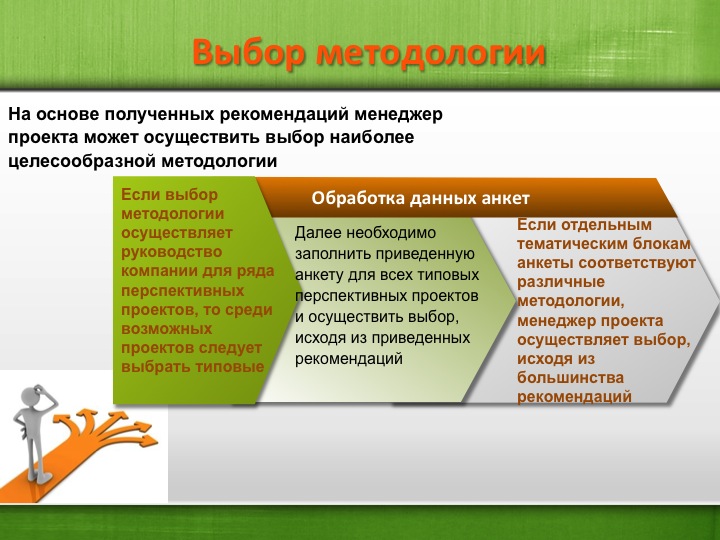 Выбор методологии
На основе полученных рекомендаций менеджер
проекта может осуществить выбор наиболее
целесообразной методологии
Обработка данных анкет
Если выбор
методологии
осуществляет
руководство
компании для ряда
перспективных
проектов, то среди
возможных
проектов следует
выбрать типовые
Далее необходимо
заполнить приведенную
анкету для всех типовых
перспективных проектов
и осуществить выбор,
исходя из приведенных
рекомендаций
Если отдельным
тематическим блокам
анкеты соответствуют
различные
методологии,
менеджер проекта
осуществляет выбор,
исходя из
большинства
рекомендаций